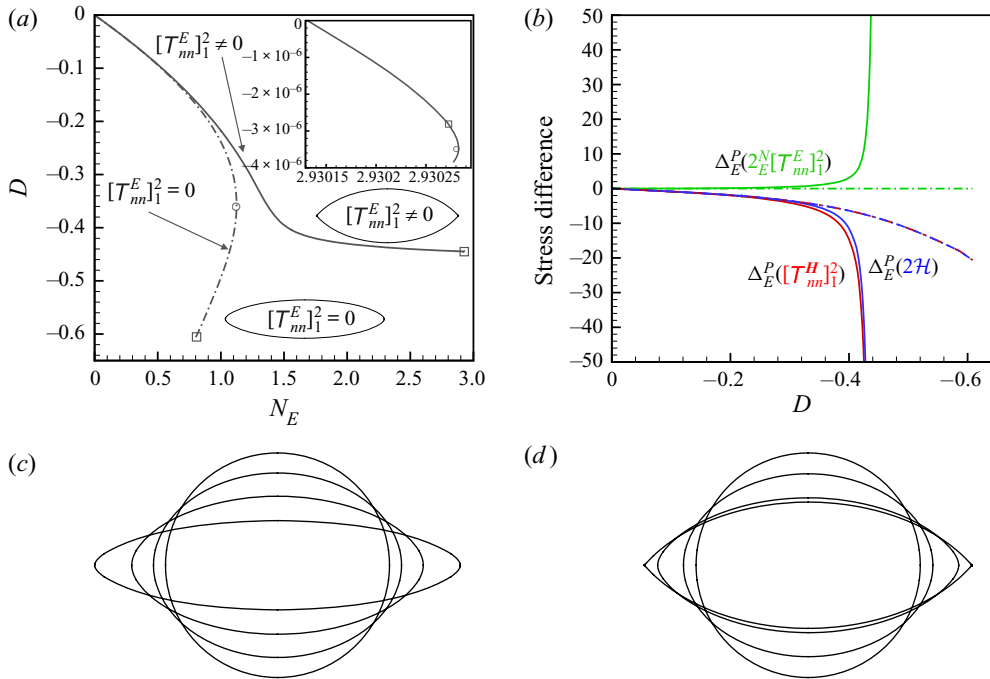 (a)
D
0
−0.1
−0.2
−0.3
−0.4
−0.5
−0.6
0
0.5
1.0
1.5
2.0
2.5
3.0
N_E
[T^E_nn]^2_1 ≠ 0
[T^E_nn]^2_1 = 0
[T^E_nn]^2_1 ≠ 0
[T^E_nn]^2_1 = 0
0
−1 × 10^−6
−2 × 10^−6
−3 × 10^−6
−4 × 10^−6
2.93015
2.9302
2.93025
(b)
Stress difference
50
40
30
20
10
0
−10
−20
−30
−40
−50
0
−0.2
−0.4
−0.6
D
Δ^P_E(2^N_E[T^E_nn]^2_1)
Δ^P_E([T^H_nn]^2_1)
Δ^P_E(2H)
(c)
(d)